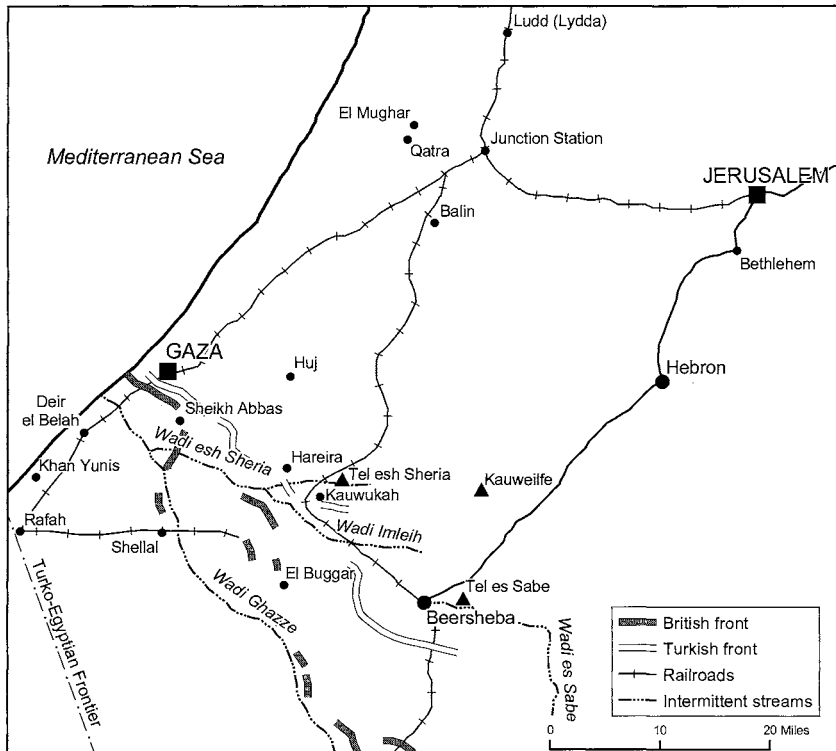 Ludd (Lydda)
El Mughar
Qatra
Junction Station
Mediterranean Sea
JERUSALEM
Balin
Bethlehem
GAZA
Huj
Hebron
Deir
el Belah
Sheikh Abbas
Wadi esh Sheria
Hareira
Khan Yunis
Tel esh Sheria
Kauweilfe
Kauwukah
Rafah
Shellal
Wadi Imleih
El Buggar
Tel es Sabe
Turko-Egyptian Frontier
Wadi Ghazze
Beersheba
Wadi es Sabe
British front
Turkish front
Railroads
Intermittent streams
0 10 20 Miles